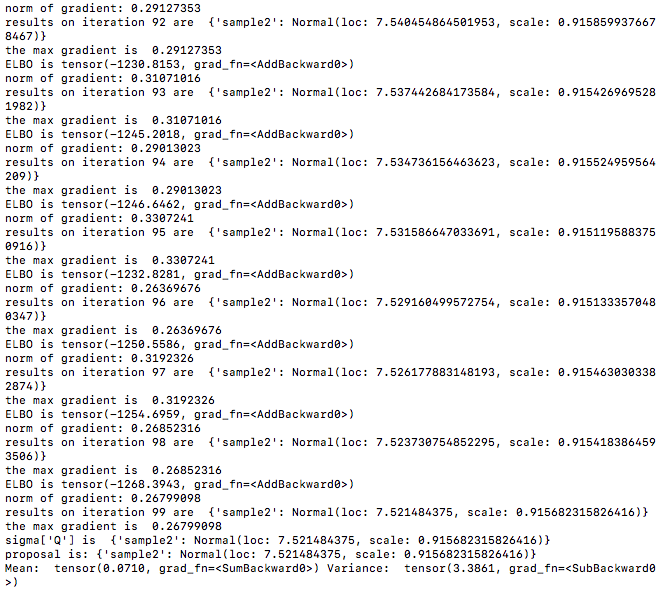 norm of gradient: 0.29127353
results on iteration 92 are  {'sample2': Normal(loc: 7.540454864501953, scale: 0.915859937667
8467)}
the max gradient is  0.29127353
ELBO is tensor(-1230.8153, grad_fn=<AddBackward0>)
norm of gradient: 0.31071016
results on iteration 93 are  {'sample2': Normal(loc: 7.537442684173584, scale: 0.915426969528
1982)}
the max gradient is  0.31071016
ELBO is tensor(-1245.2018, grad_fn=<AddBackward0>)
norm of gradient: 0.29013023
results on iteration 94 are  {'sample2': Normal(loc: 7.534736156463623, scale: 0.915524959564
209)}
the max gradient is  0.29013023
ELBO is tensor(-1246.6462, grad_fn=<AddBackward0>)
norm of gradient: 0.3307241
results on iteration 95 are  {'sample2': Normal(loc: 7.531586647033691, scale: 0.915119588375
0916)}
the max gradient is  0.3307241
ELBO is tensor(-1232.8281, grad_fn=<AddBackward0>)
norm of gradient: 0.26369676
results on iteration 96 are  {'sample2': Normal(loc: 7.529160499572754, scale: 0.915133357048
0347)}
the max gradient is  0.26369676
ELBO is tensor(-1250.5586, grad_fn=<AddBackward0>)
norm of gradient: 0.3192326
results on iteration 97 are  {'sample2': Normal(loc: 7.526177883148193, scale: 0.915463030338
2874)}
the max gradient is  0.3192326
ELBO is tensor(-1254.6959, grad_fn=<AddBackward0>)
norm of gradient: 0.26852316
results on iteration 98 are  {'sample2': Normal(loc: 7.523730754852295, scale: 0.915418386459
3506)}
the max gradient is  0.26852316
ELBO is tensor(-1268.3943, grad_fn=<AddBackward0>)
norm of gradient: 0.26799098
results on iteration 99 are  {'sample2': Normal(loc: 7.521484375, scale: 0.915682315826416)}
the max gradient is  0.26799098
sigma['Q'] is  {'sample2': Normal(loc: 7.521484375, scale: 0.915682315826416)}
proposal is: {'sample2': Normal(loc: 7.521484375, scale: 0.915682315826416)}
Mean:  tensor(0.0710, grad_fn=<SumBackward0>) Variance:  tensor(3.3861, grad_fn=<SubBackward0
>)